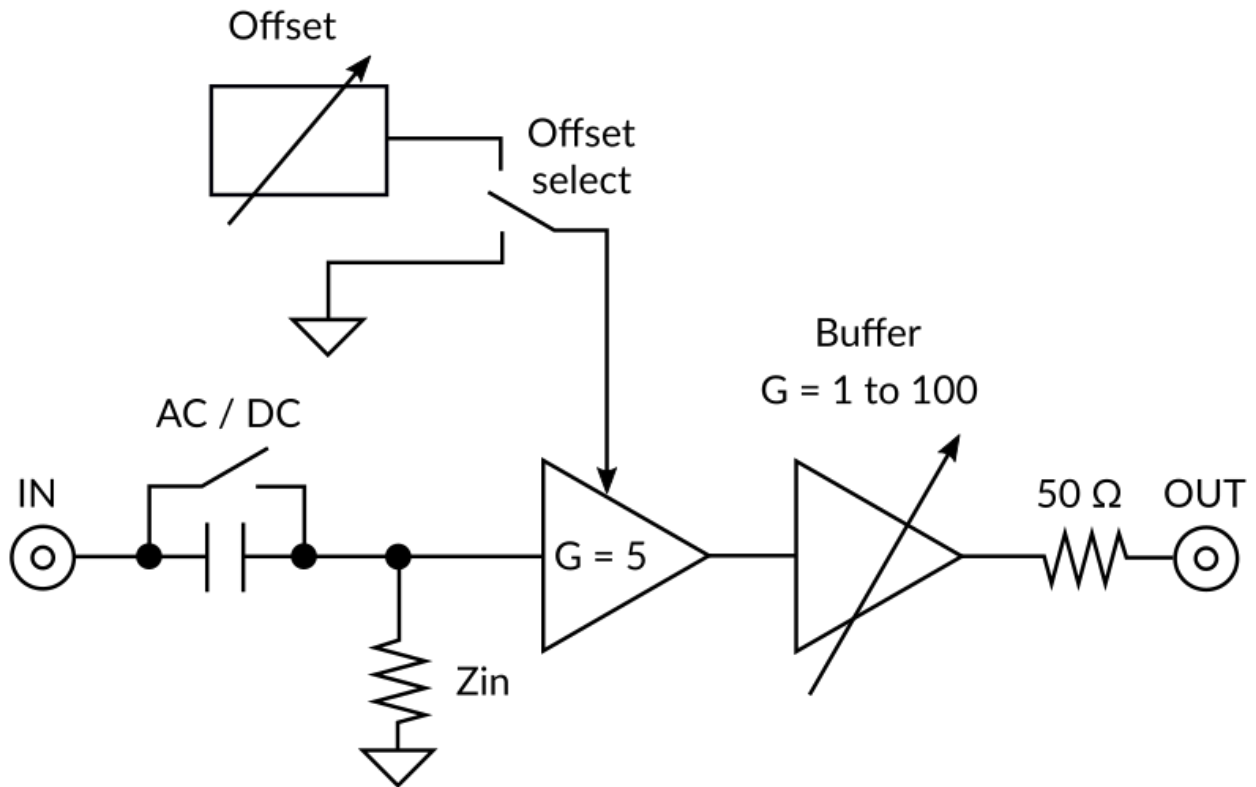 Offset
Offset
select
Buffer
G = 1 to 100
AC / DC
IN
50 Ω
OUT
G = 5
Zin